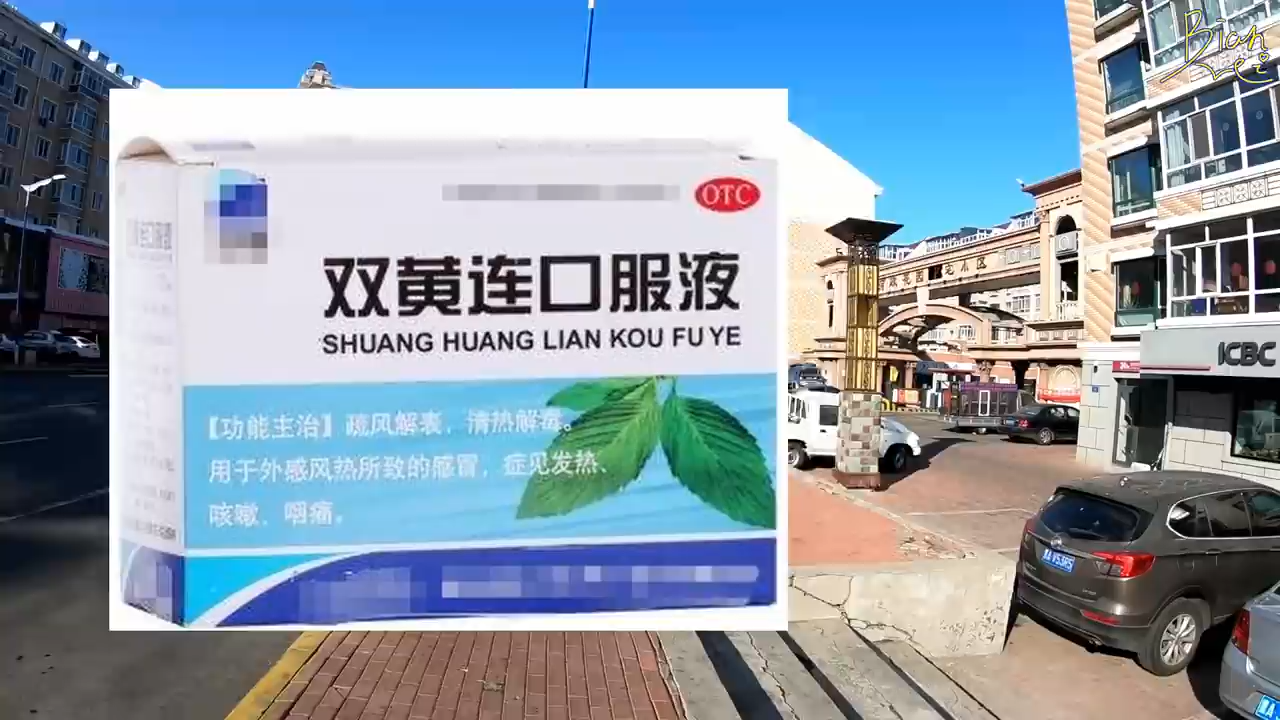 Bian Lei
OTC
双黄连口服液
SHUANG HUANG LIAN KOU FU YE
【功能主治】疏风解表、清热解毒。
用于外感风热所致的感冒，症见发热、
咳嗽、咽痛。
ICBC